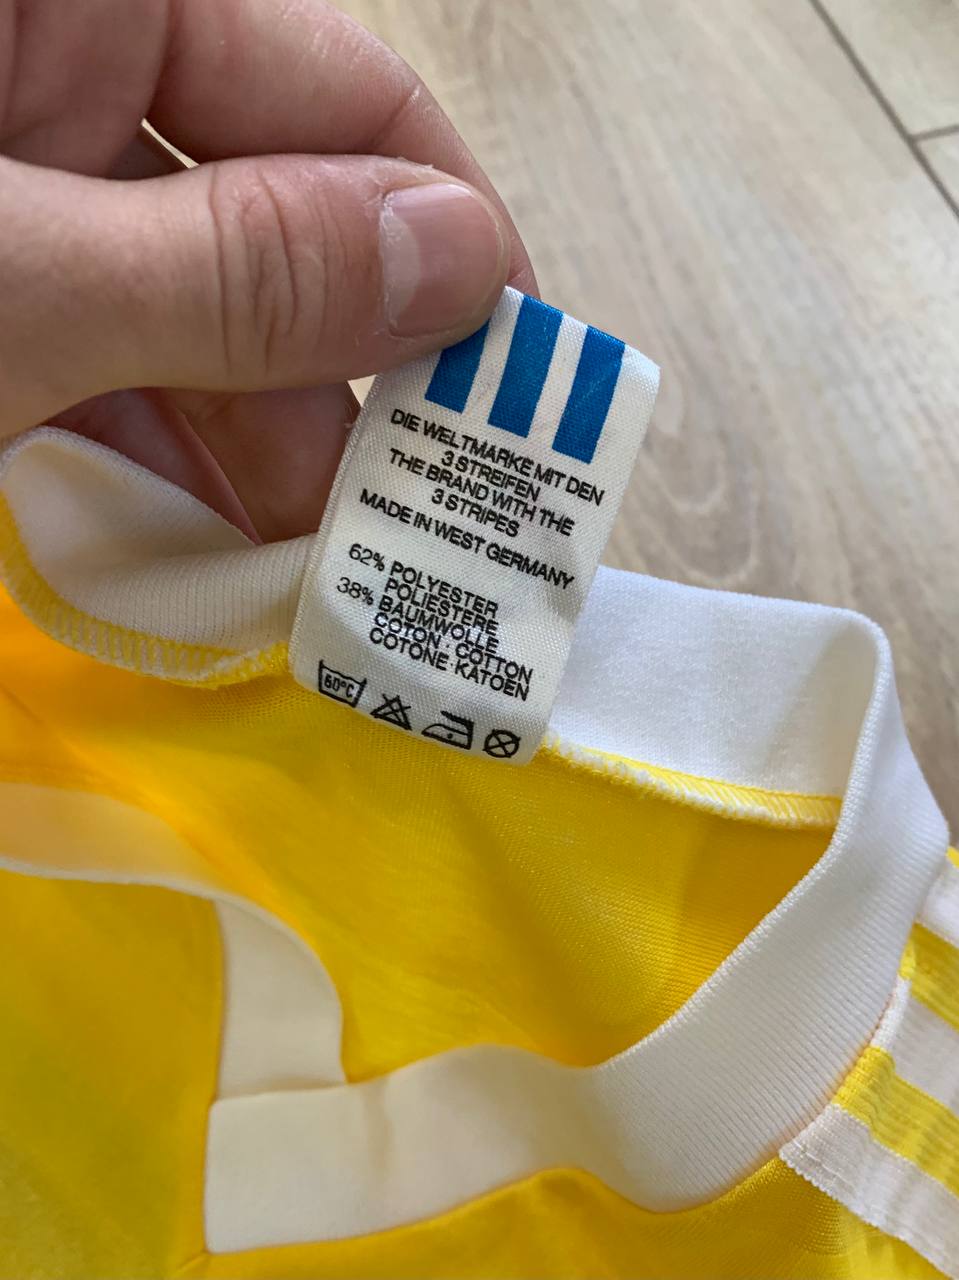 DIE WELTMARKE MIT DEN
3 STREIFEN
THE BRAND WITH THE
3 STRIPES
MADE IN WEST GERMANY
62% POLYESTER
POLIESTERE
38% BAUMWOLLE
COTON · COTTON
COTONE · KATOEN
60°C